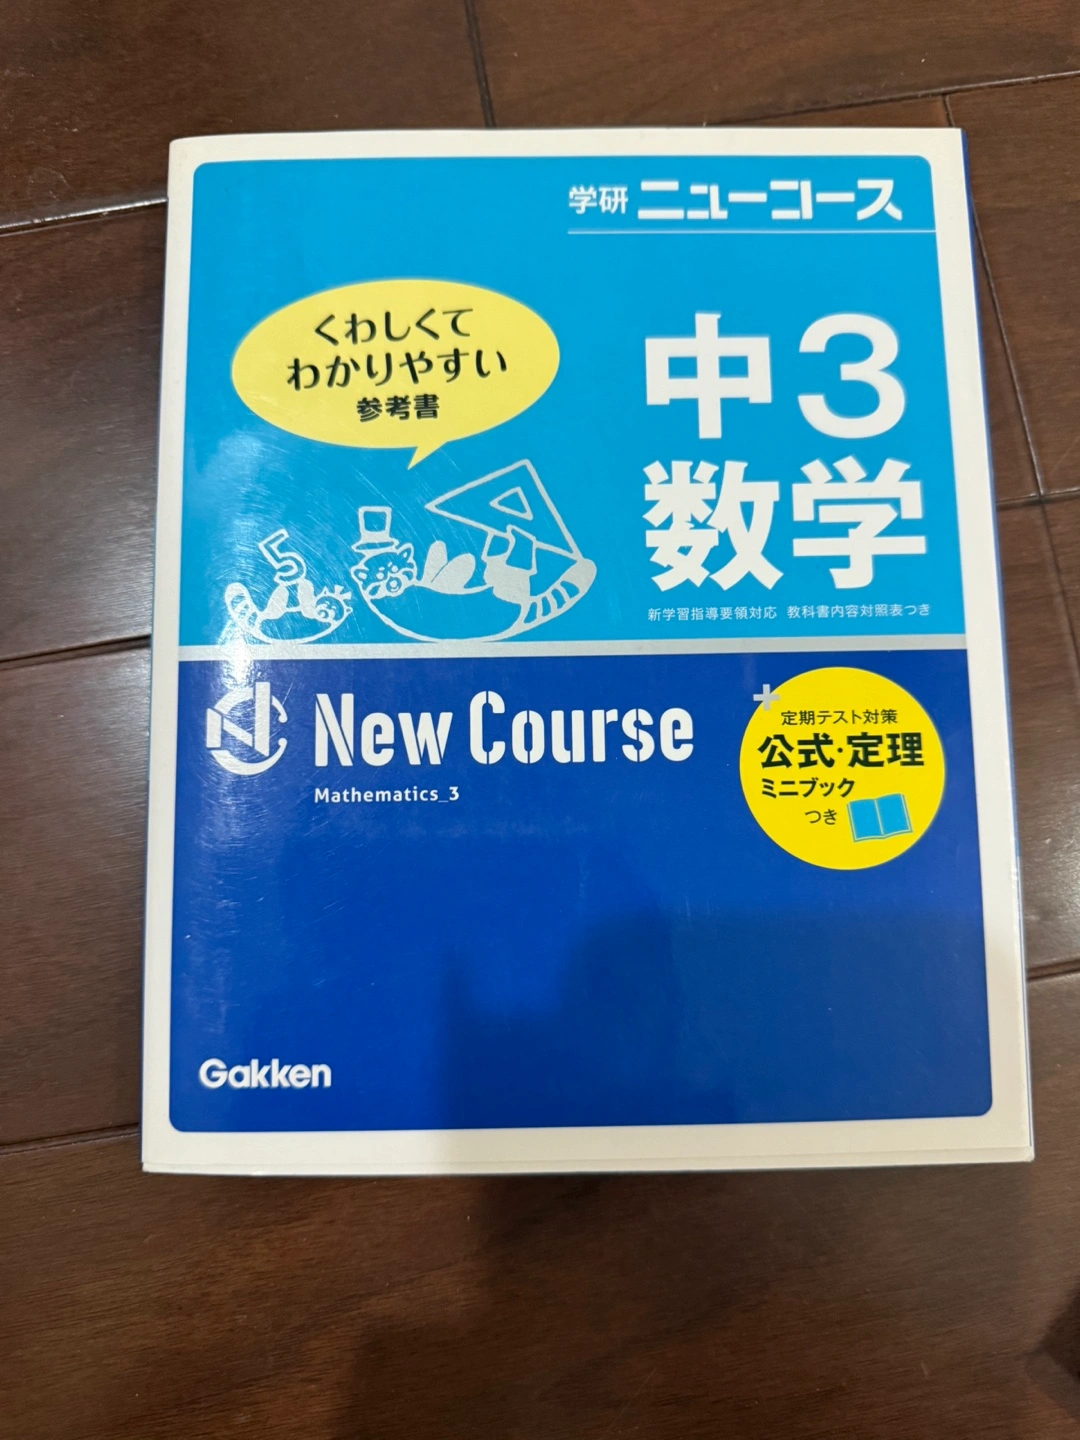 学研 ニューコース
くわしくて
わかりやすい
参考書
中3
数学
5
新学習指導要領対応 教科書内容対照表つき
New Course
Mathematics_3
+
定期テスト対策
公式・定理
ミニブック
つき
Gakken